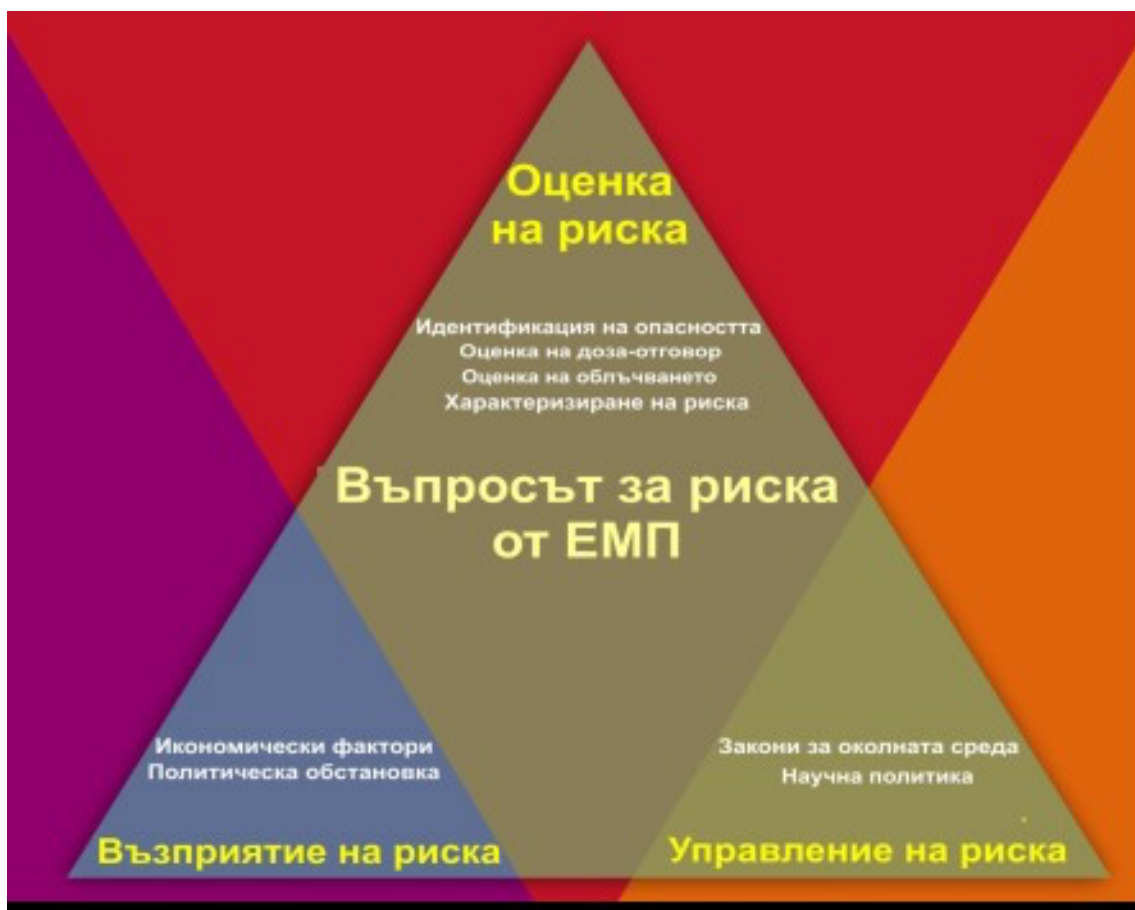 Оценка
на риска
Идентификация на опасността
Оценка на доза-отговор
Оценка на облъчването
Характеризиране на риска
Въпросът за риска
от ЕМП
Икономически фактори
Политическа обстановка
Възприятие на риска
Закони за околната среда
Научна политика
Управление на риска